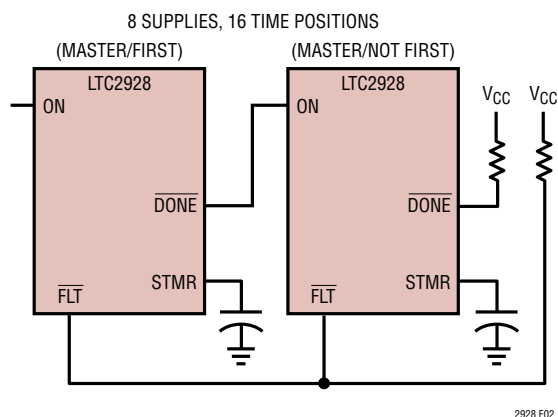 8 SUPPLIES, 16 TIME POSITIONS
(MASTER/FIRST)
(MASTER/NOT FIRST)
LTC2928
ON
DONE
STMR
FLT
LTC2928
ON
DONE
STMR
FLT
VCC
VCC
2928 F02